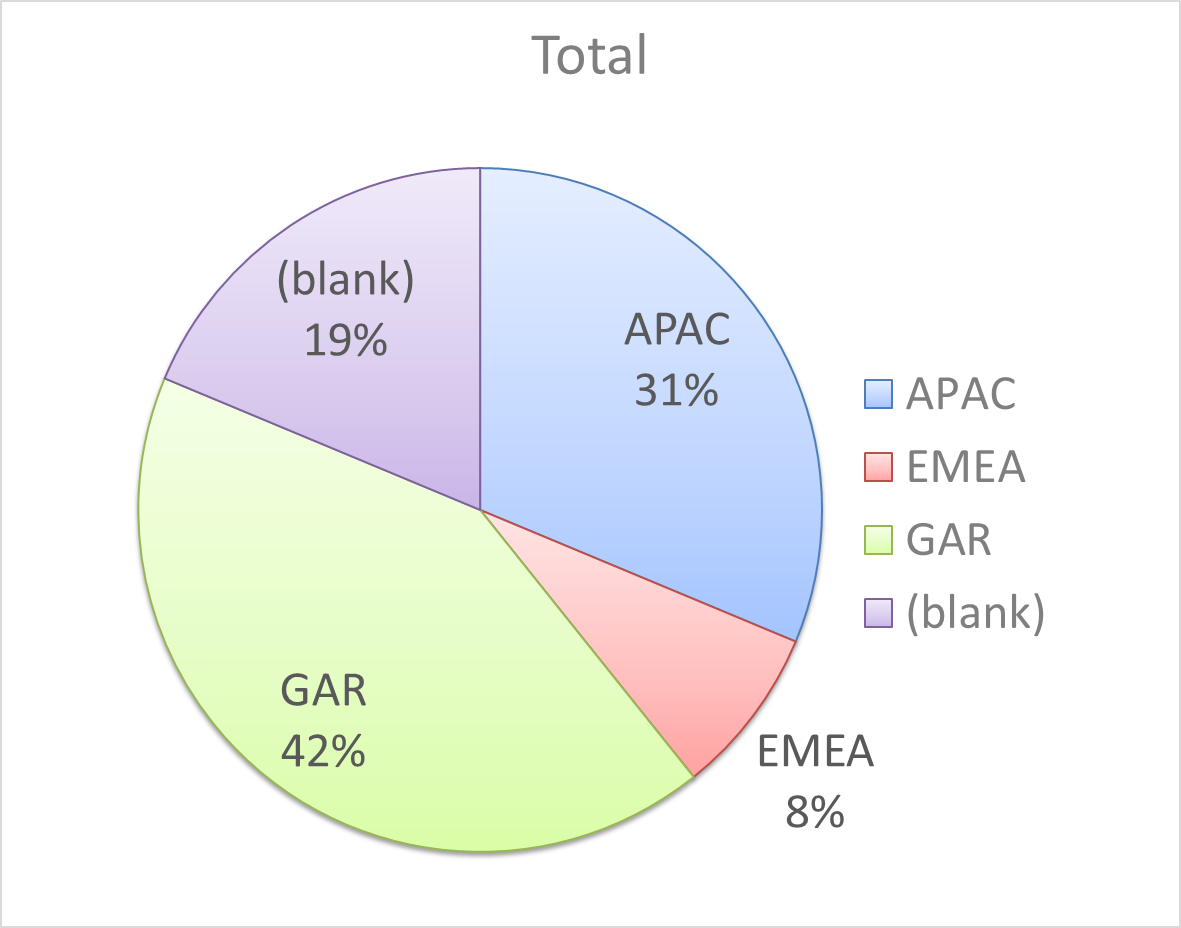 Total
(blank)
19%
APAC
31%
GAR
42%
EMEA
8%
APAC
EMEA
GAR
(blank)